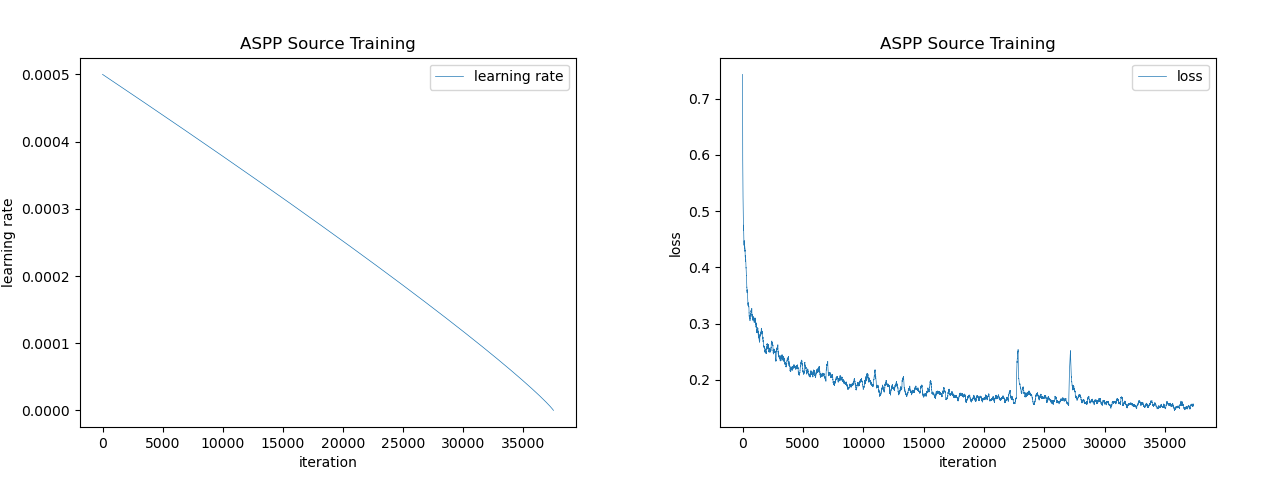 ASPP Source Training
learning rate
0.0005
0.0004
0.0003
0.0002
0.0001
0.0000
learning rate
0 5000 10000 15000 20000 25000 30000 35000
iteration
ASPP Source Training
loss
0.7
0.6
0.5
0.4
0.3
0.2
loss
0 5000 10000 15000 20000 25000 30000 35000
iteration